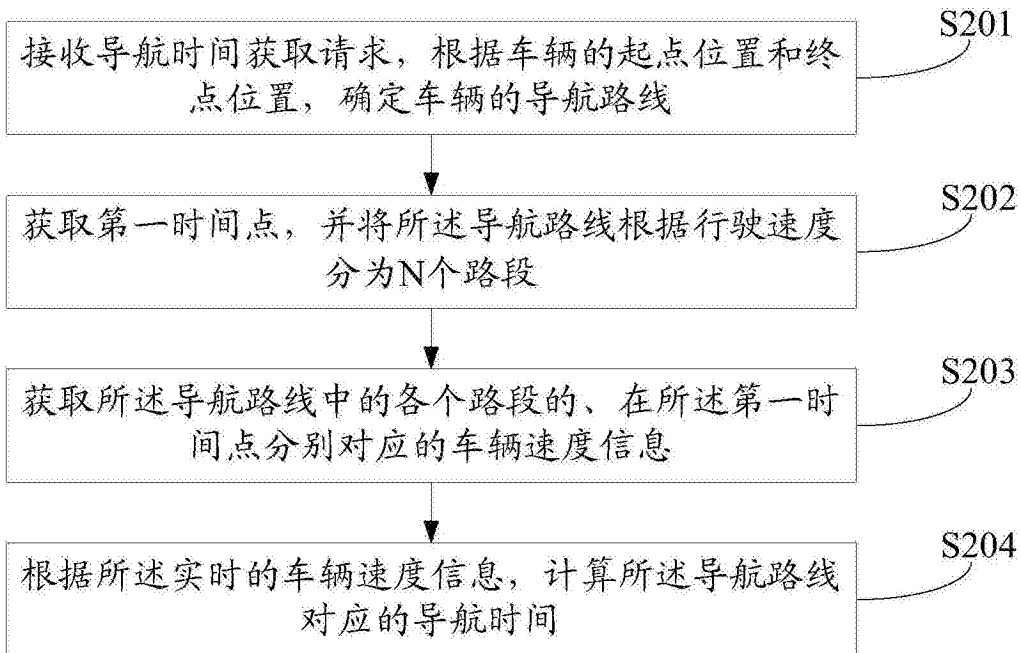 S201
接收导航时间获取请求，根据车辆的起点位置和终
点位置，确定车辆的导航路线
S202
获取第一时间点，并将所述导航路线根据行驶速度
分为N个路段
S203
获取所述导航路线中的各个路段的、在所述第一时
间点分别对应的车辆速度信息
S204
根据所述实时的车辆速度信息，计算所述导航路线
对应的导航时间